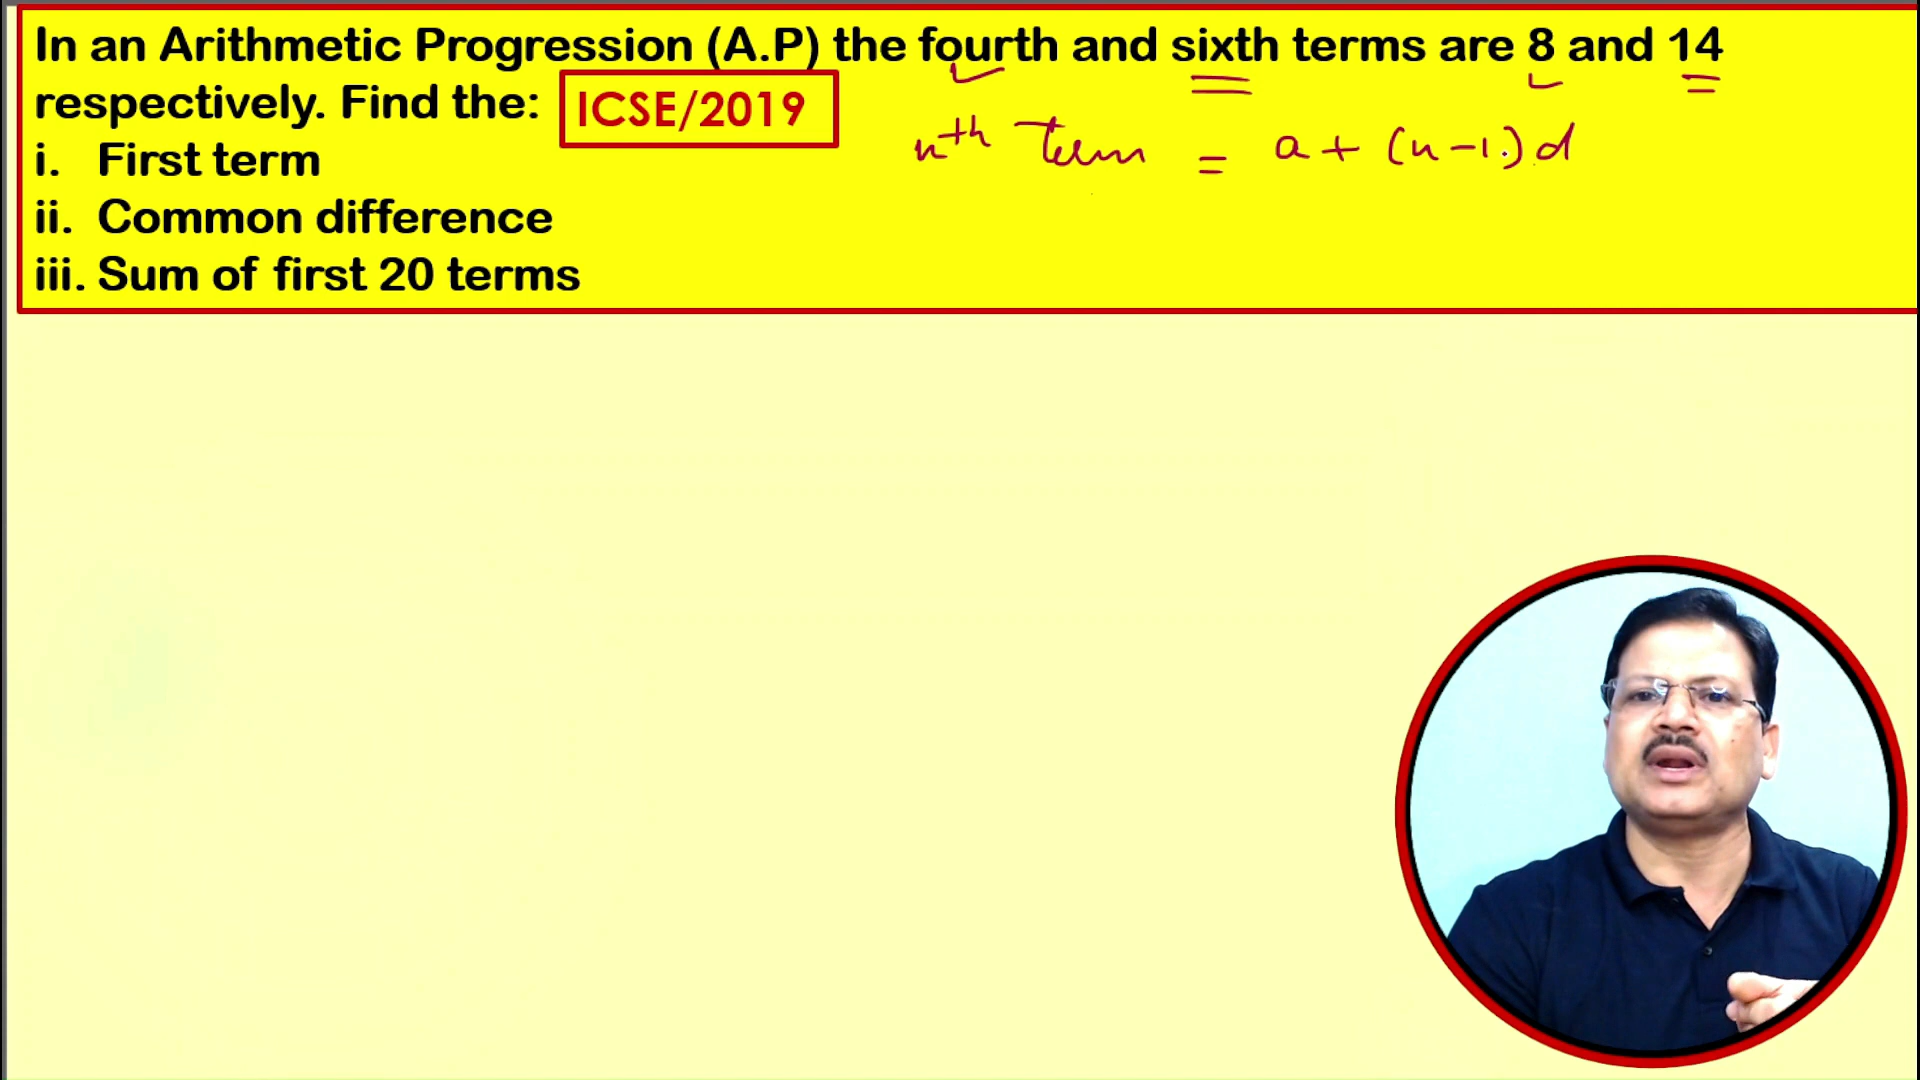 In an Arithmetic Progression (A.P) the fourth and sixth terms are 8 and 14
respectively. Find the:
ICSE/2019
nth Term = a + (n-1)d
i. First term
ii. Common difference
iii. Sum of first 20 terms